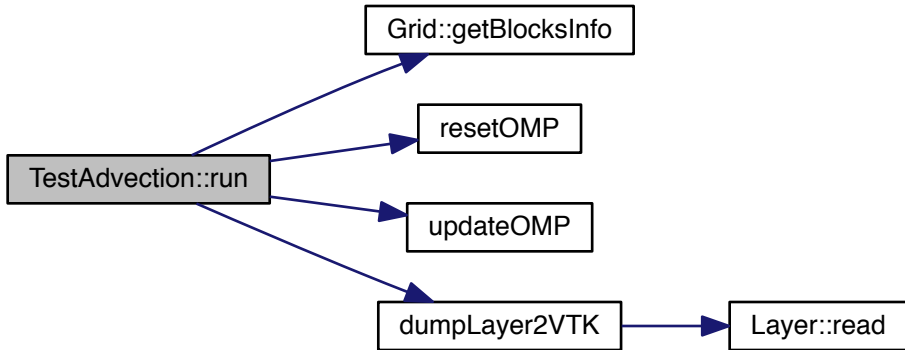 Grid::getBlocksInfo
resetOMP
TestAdvection::run
updateOMP
dumpLayer2VTK
Layer::read